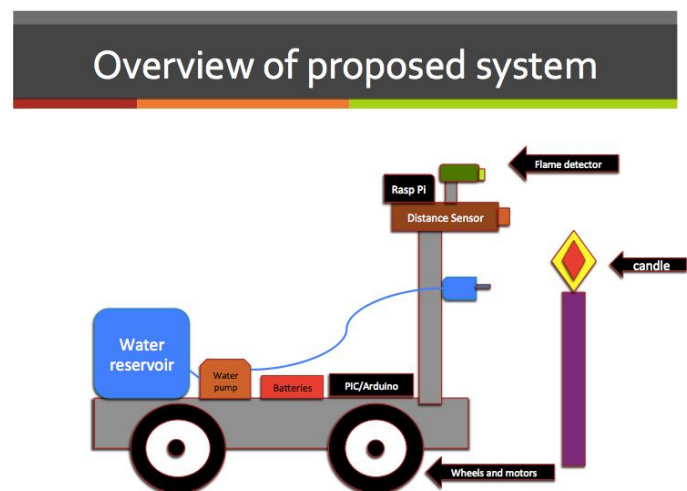 Overview of proposed system
Flame detector
Rasp Pi
Distance Sensor
candle
Water
reservoir
Water
pump
Batteries
PIC/Arduino
Wheels and motors